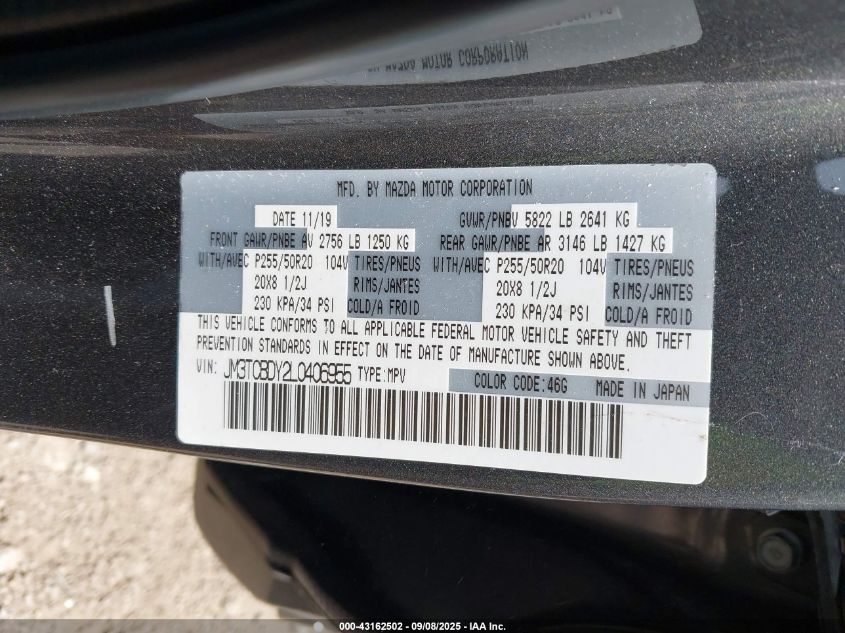 MFD. BY MAZDA MOTOR CORPORATION
DATE 11/19 GVWR/PNBV 5822 LB 2641 KG
FRONT GAWR/PNBE AV 2756 LB 1250 KG REAR GAWR/PNBE AR 3146 LB 1427 KG
WITH/AVEC P255/50R20 104V TIRES/PNEUS WITH/AVEC P255/50R20 104V TIRES/PNEUS
20X8 1/2J RIMS/JANTES 20X8 1/2J RIMS/JANTES
230 KPA/34 PSI COLD/A FROID 230 KPA/34 PSI COLD/A FROID
THIS VEHICLE CONFORMS TO ALL APPLICABLE FEDERAL MOTOR VEHICLE SAFETY AND THEFT
PREVENTION STANDARDS IN EFFECT ON THE DATE OF MANUFACTURE SHOWN ABOVE.
VIN: JM3TCBDY2L0406955 TYPE:MPV
COLOR CODE:46G MADE IN JAPAN
000-43162502 - 09/08/2025 - IAA Inc.